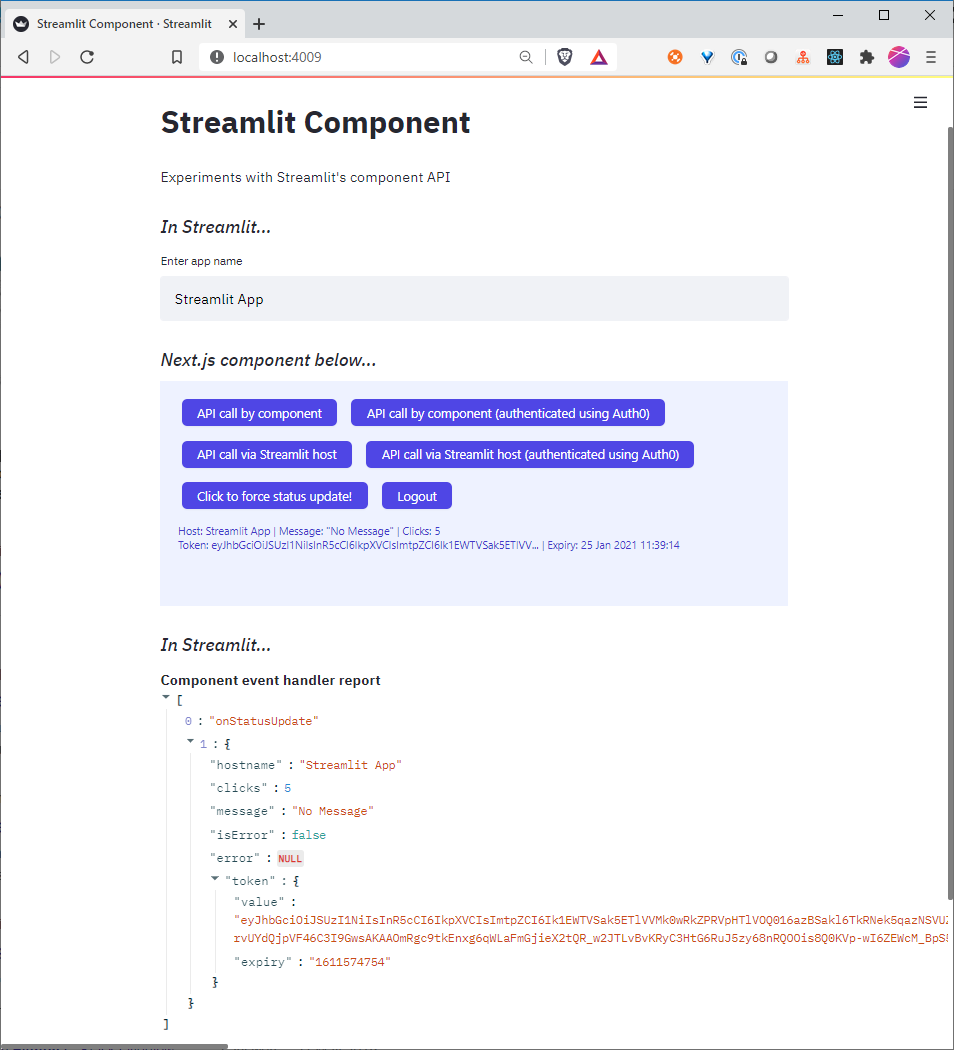 Streamlit Component · Streamlit
localhost:4009
Streamlit Component
Experiments with Streamlit's component API
In Streamlit...
Enter app name
Streamlit App
Next.js component below...
API call by component
API call by component (authenticated using Auth0)
API call via Streamlit host
API call via Streamlit host (authenticated using Auth0)
Click to force status update!
Logout
Host: Streamlit App | Message: "No Message" | Clicks: 5
Token: eyJhbGciOiJSUzI1NiIsInR5cCI6IkpXVCIsImtpZCI6Ik1EWTVSak5ETlVV... | Expiry: 25 Jan 2021 11:39:14
In Streamlit...
Component event handler report
[
0 : "onStatusUpdate"
1 : {
"hostname" : "Streamlit App"
"clicks" : 5
"message" : "No Message"
"isError" : false
"error" : NULL
"token" : {
"value" :
"eyJhbGciOiJSUzI1NiIsInR5cCI6IkpXVCIsImtpZCI6Ik1EWTVSak5ETlVVMk0wRkZPRVpHTlVOQ016azBSakl6TkRNek5qazNSVU
rvUYdQjpVF46C3I9GwsAKAAOmRgc9tkEnxg6qWLaFmGjieX2tQR_w2JTLvBvKRyC3HtG6RuJ5zy68nRQOOis8Q0KVp-wI6ZEWcM_BpS
"expiry" : "1611574754"
}
}
]